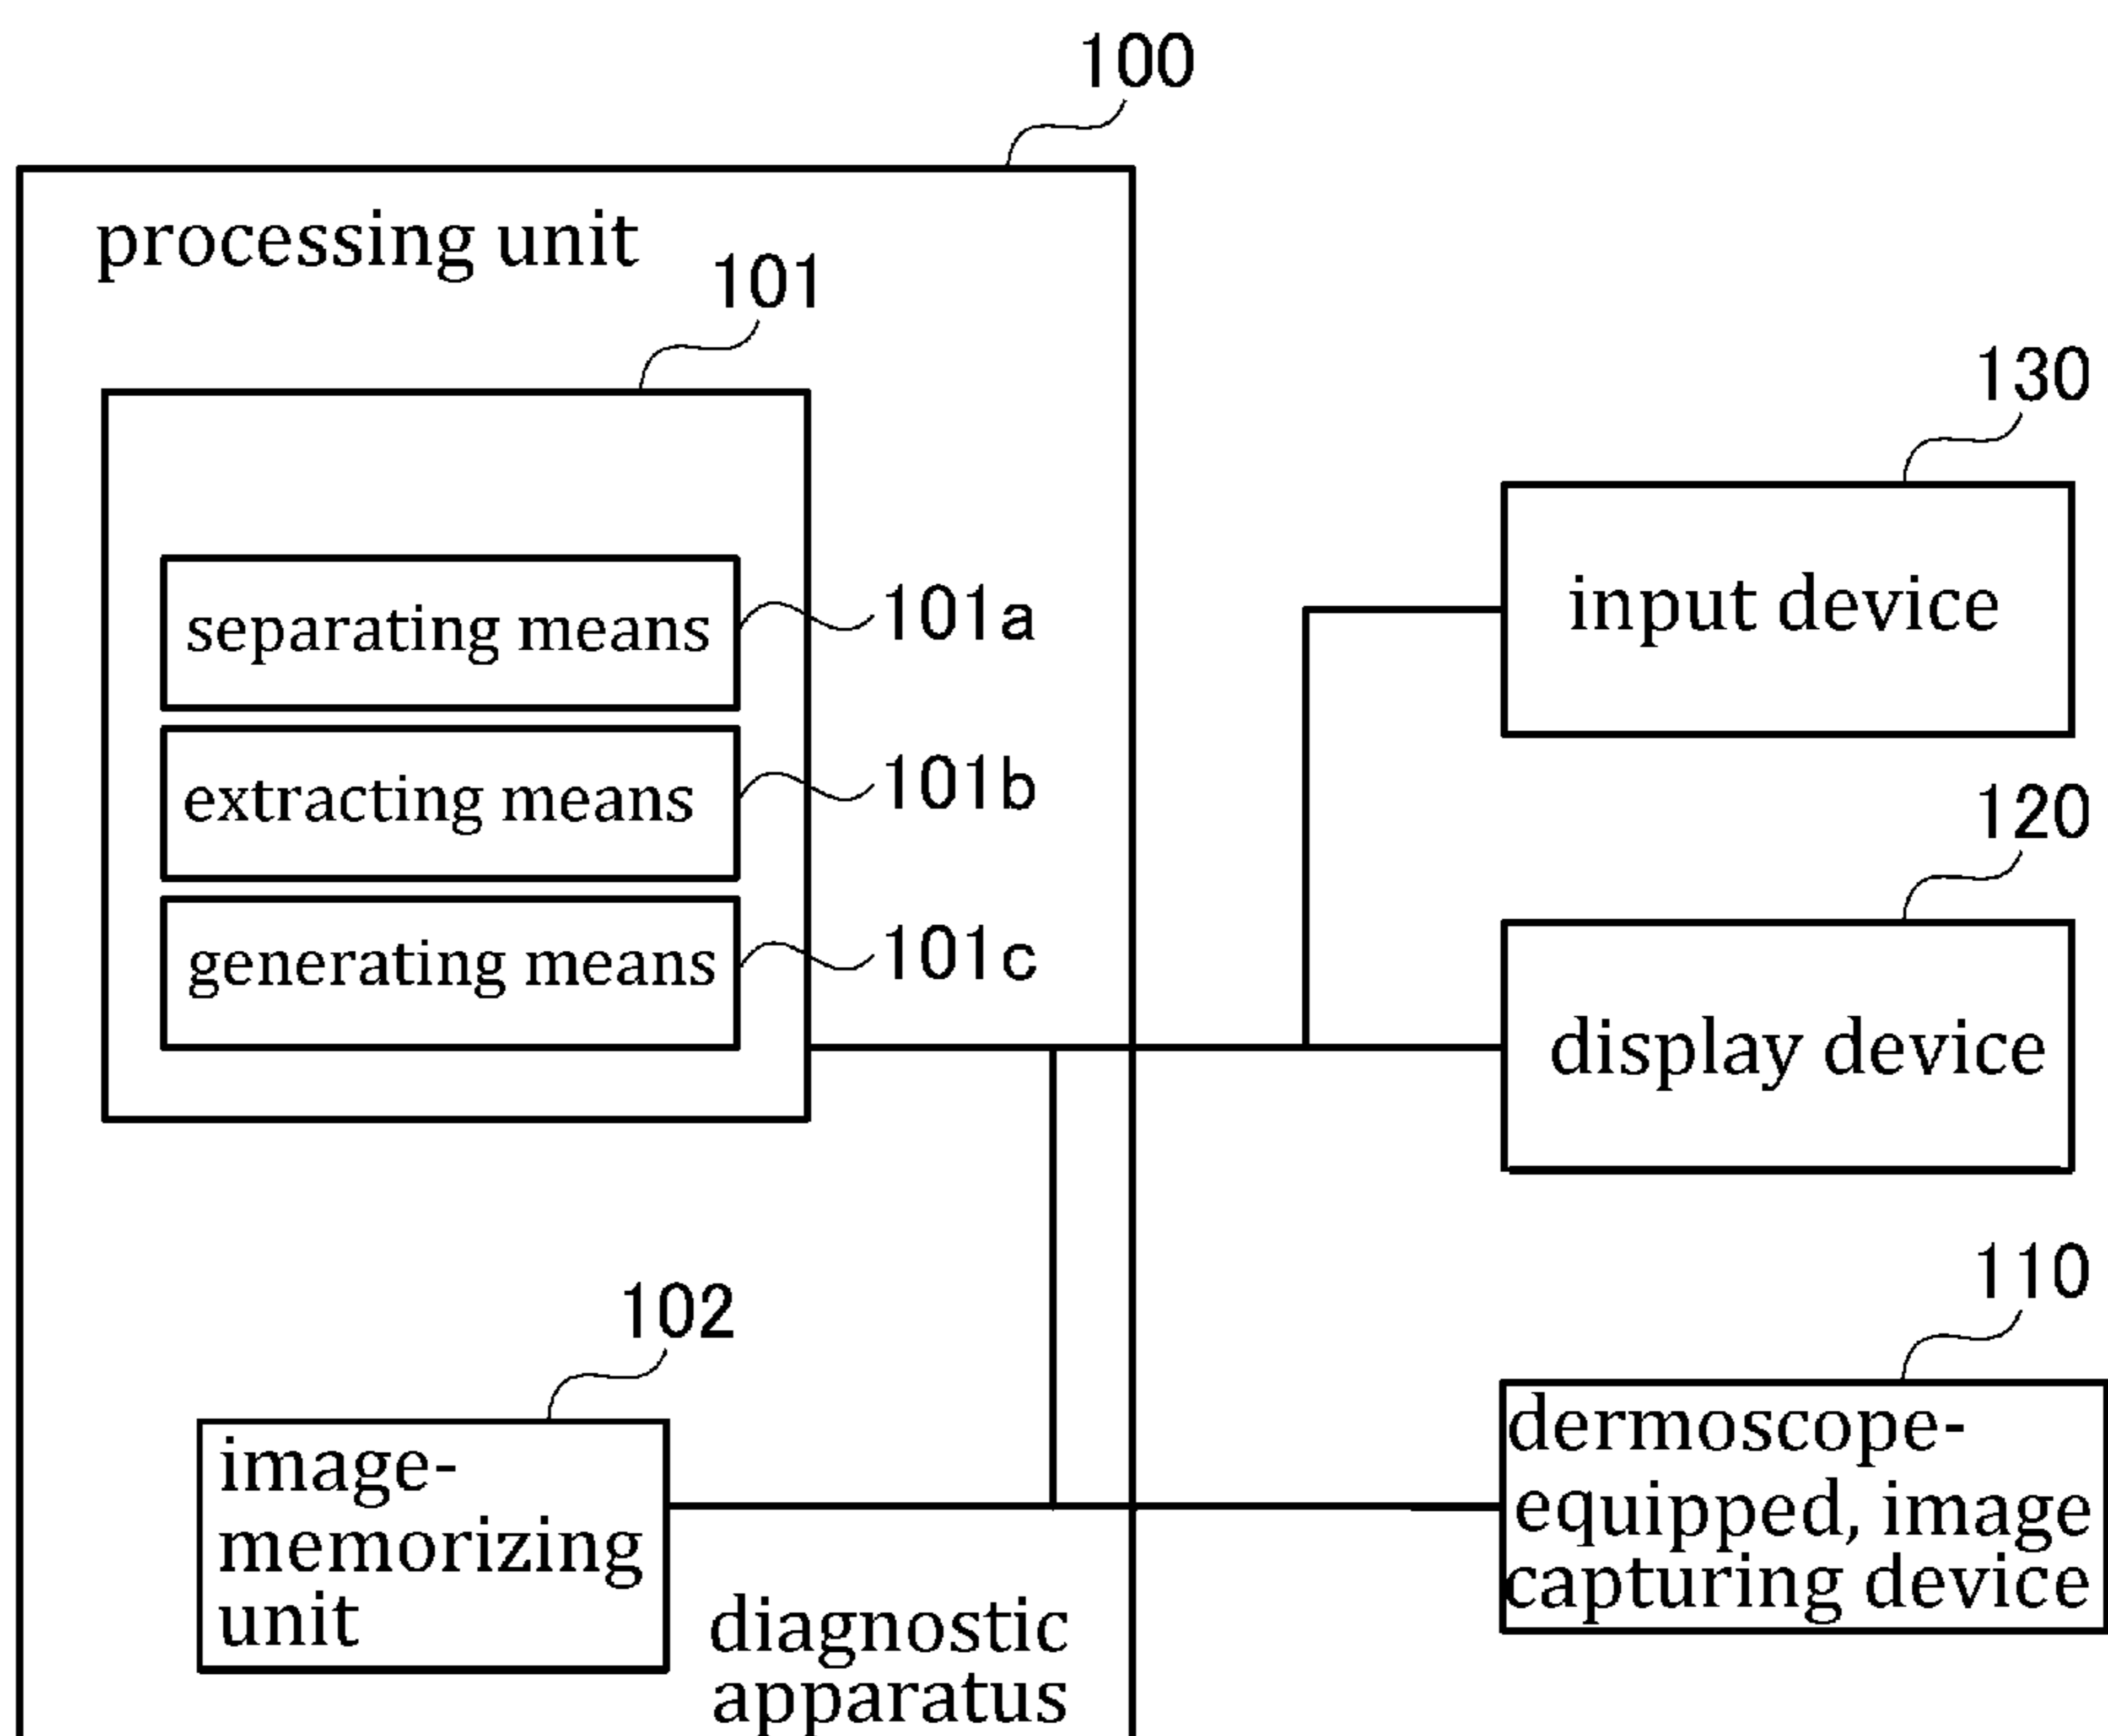 100
processing unit
101
130
separating means
101a
input device
extracting means
101b
120
generating means
101c
display device
110
102
dermoscope-
equipped, image
capturing device
image-
memorizing
unit
diagnostic
apparatus